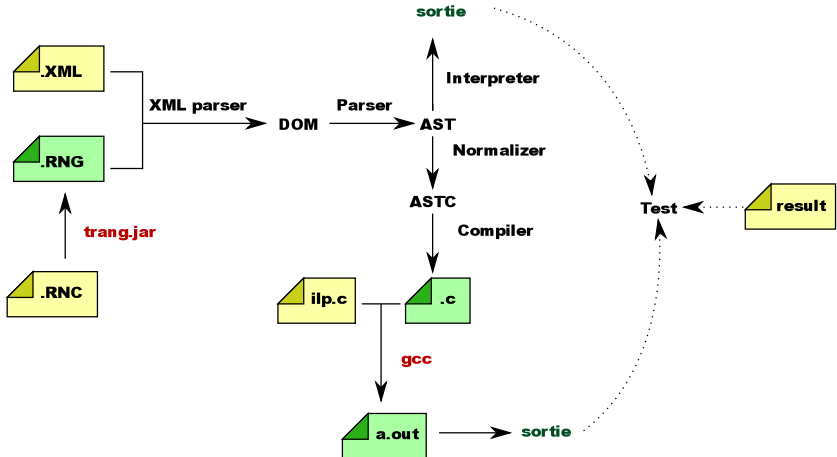 sortie
.XML
Interpreter
XML parser
Parser
DOM
AST
Normalizer
.RNG
ASTC
Test
result
trang.jar
Compiler
.RNC
ilp.c
.c
gcc
a.out
sortie